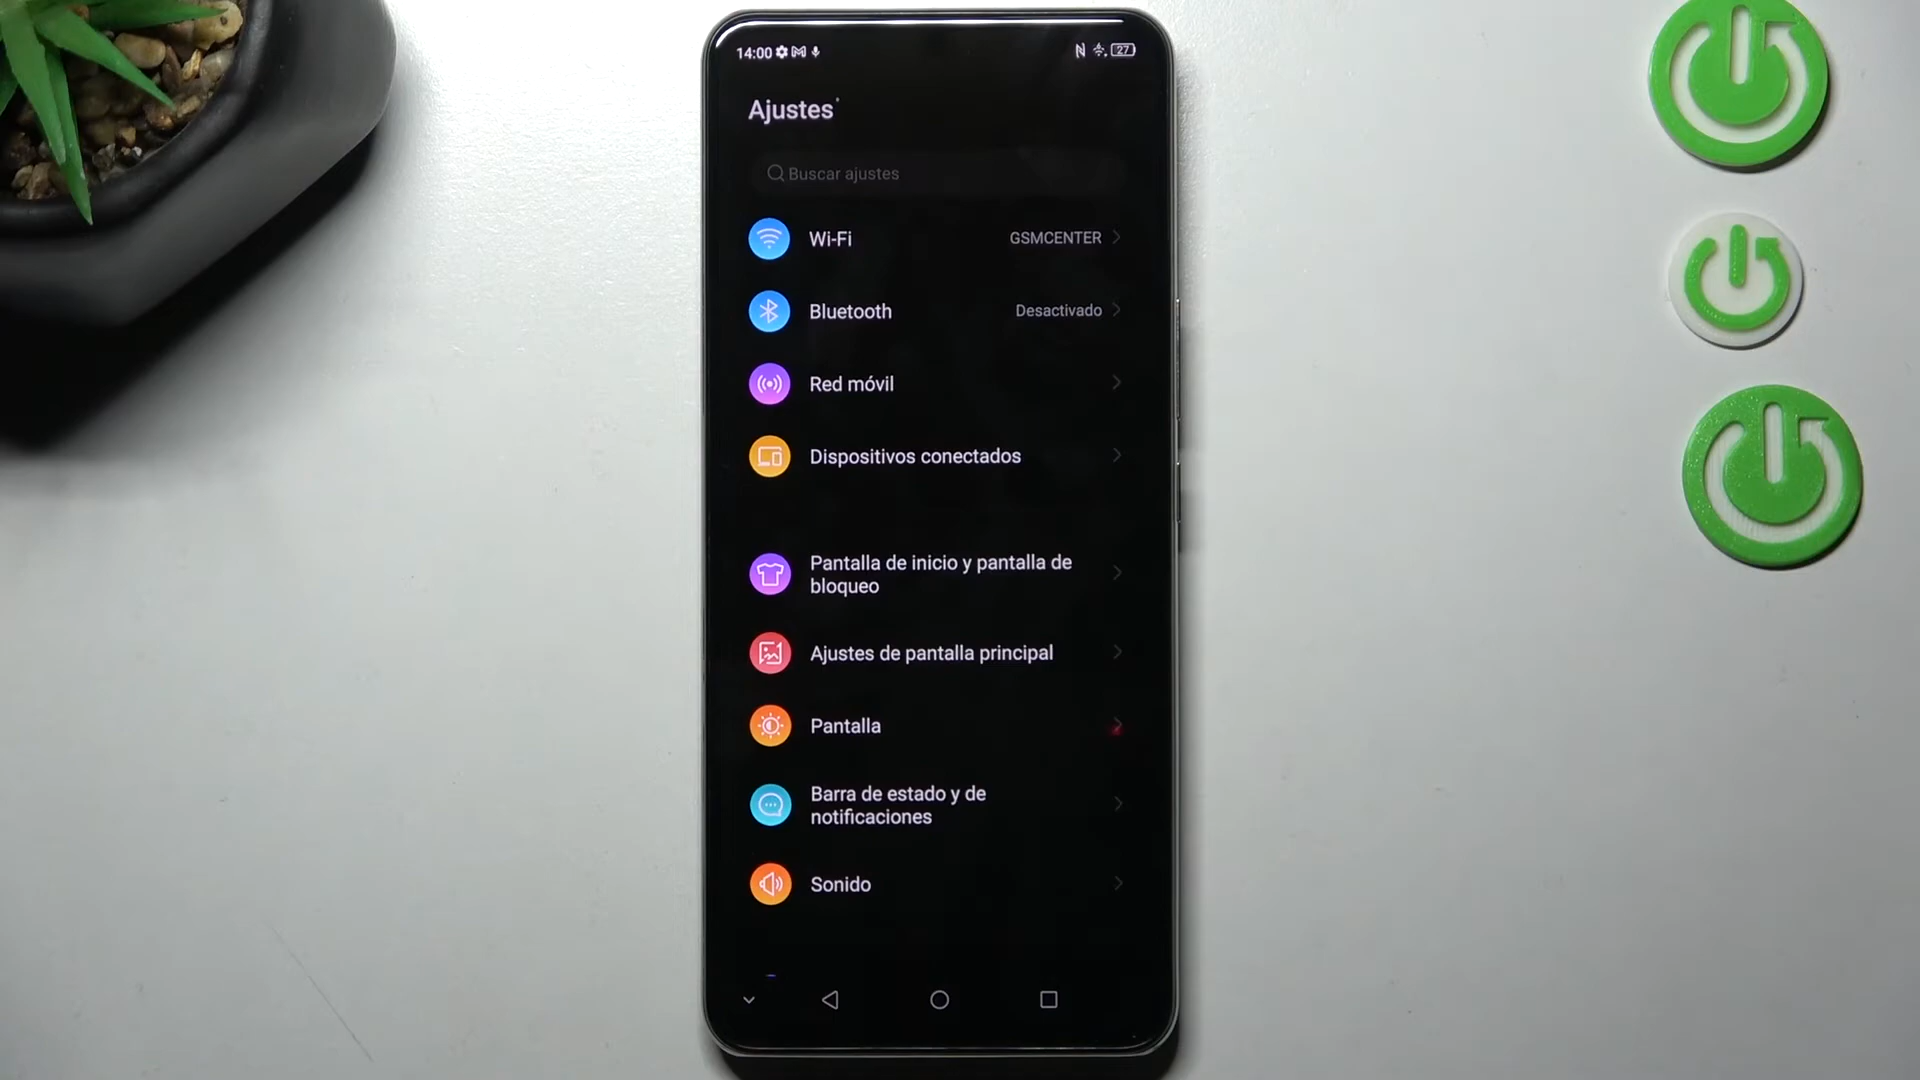 14:00
27
Ajustes
Buscar ajustes
Wi-Fi
GSMCENTER
Bluetooth
Desactivado
Red móvil
Dispositivos conectados
Pantalla de inicio y pantalla de
bloqueo
Ajustes de pantalla principal
Pantalla
Barra de estado y de
notificaciones
Sonido